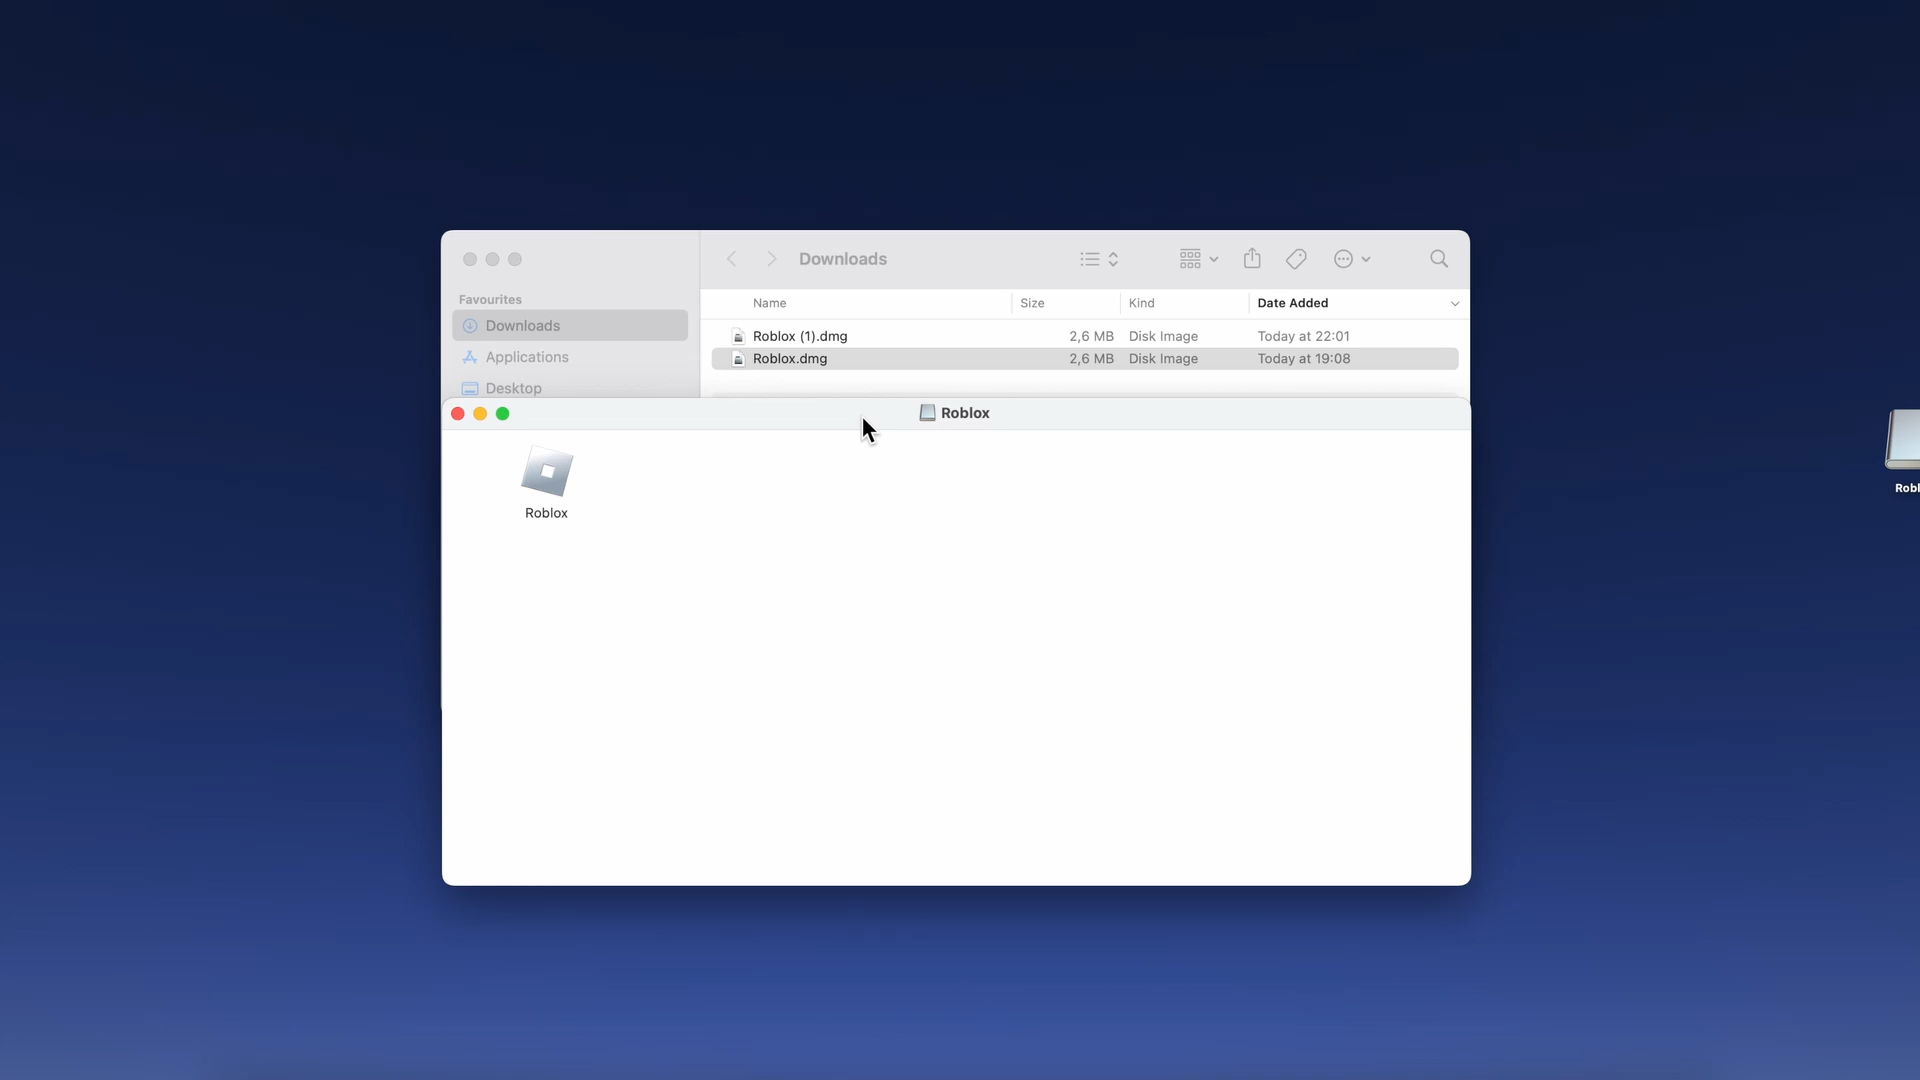 Downloads
Favourites
Downloads
Applications
Desktop
Name Size Kind Date Added
Roblox (1).dmg 2,6 MB Disk Image Today at 22:01
Roblox.dmg 2,6 MB Disk Image Today at 19:08
Roblox
Roblox